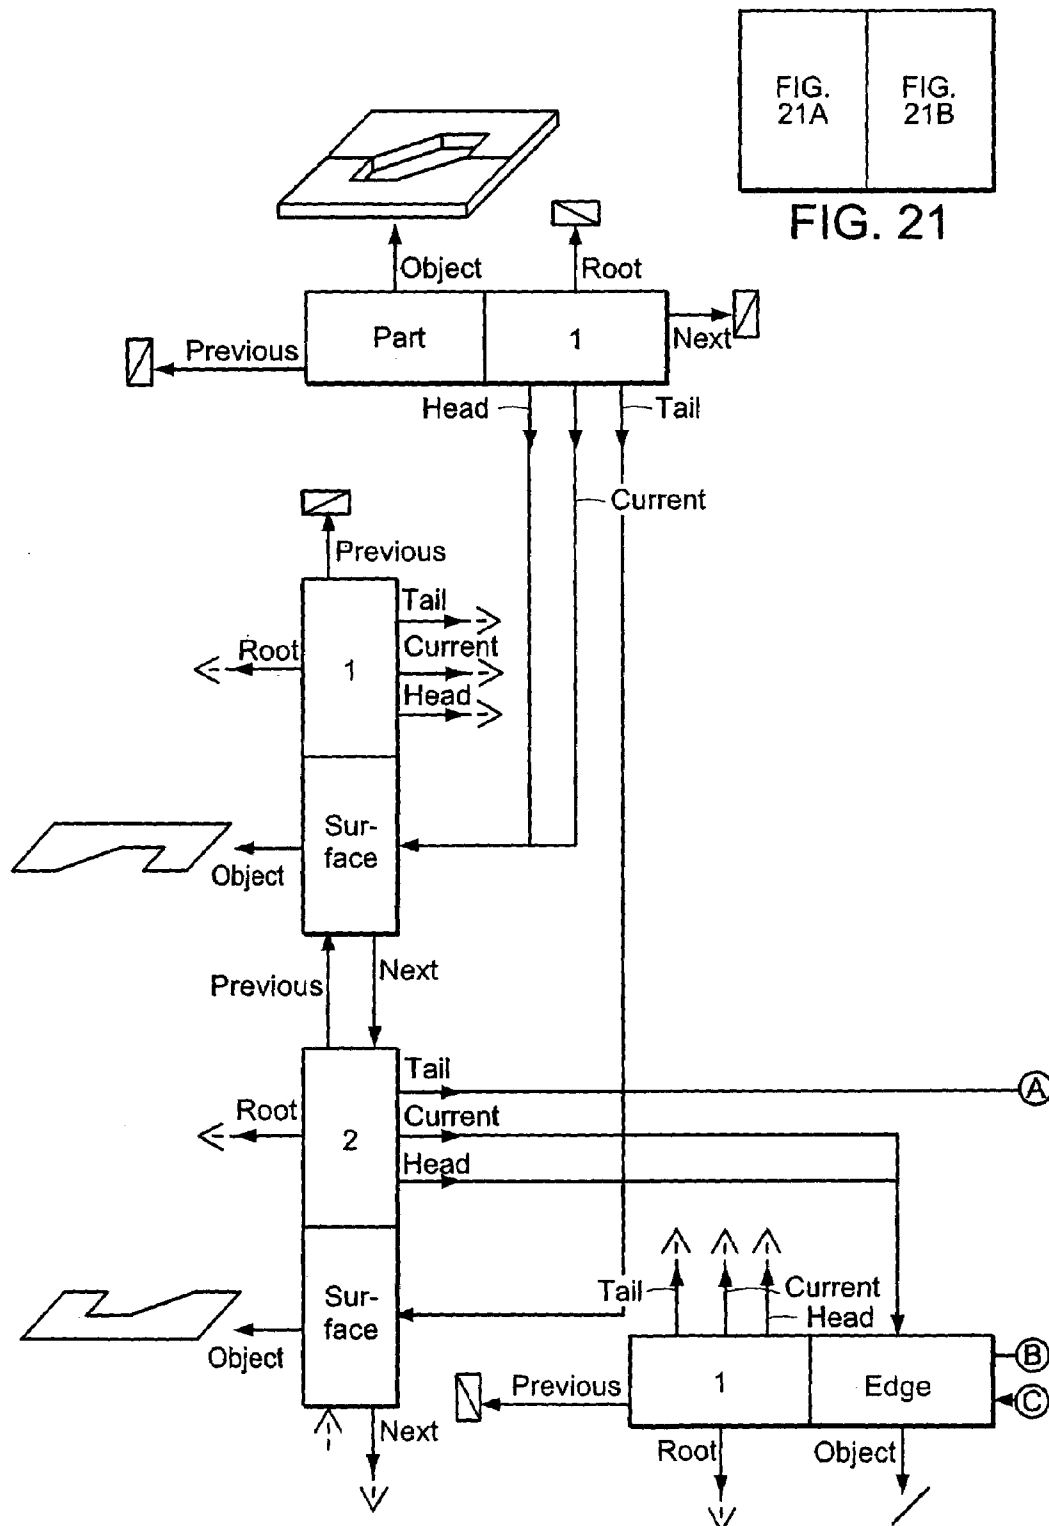 FIG.
21A
FIG.
21B
FIG. 21
Object
Root
Part
1
Next
Previous
Head
Tail
Current
Previous
Tail
Root
1
Current
Head
Sur-
face
Object
Previous
Next
Tail
A
Root
2
Current
Head
Sur-
face
Object
Tail
Current
Head
Previous
1
Edge
B
C
Next
Root
Object